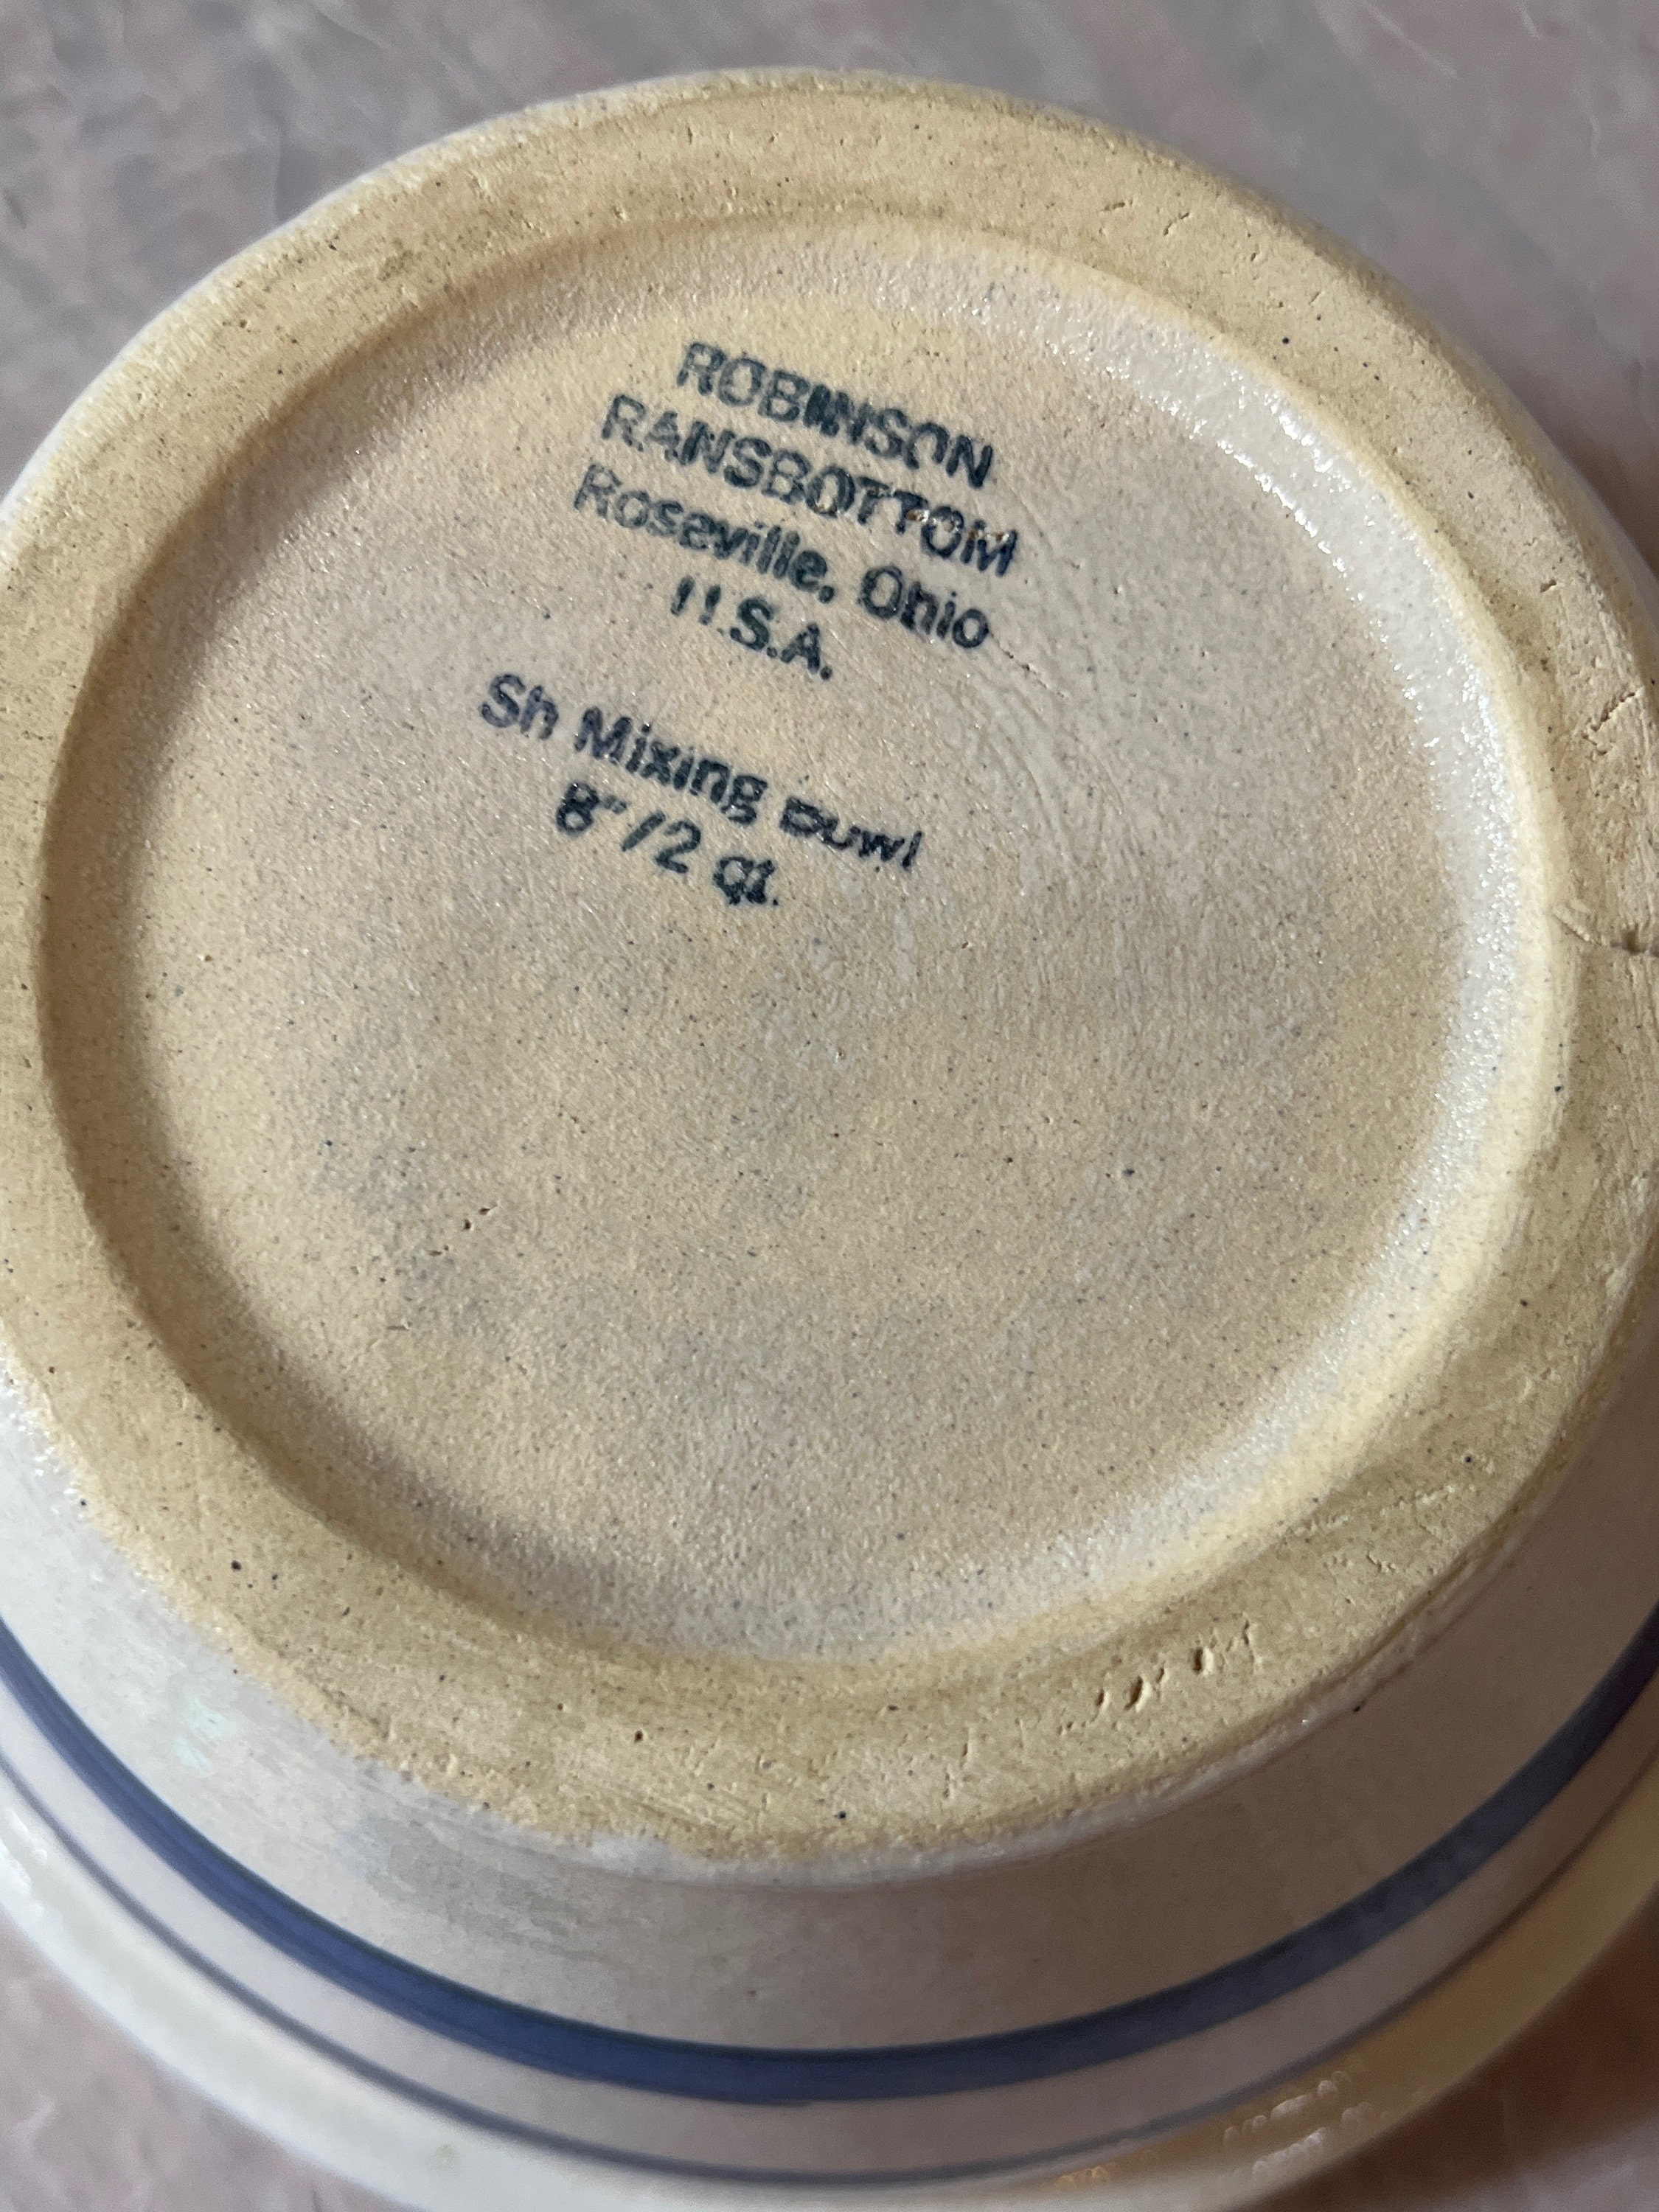 ROBINSON
RANSBOTTOM
Roseville, Ohio
U.S.A.
Sh Mixing Bowl
8"/2 Qt.